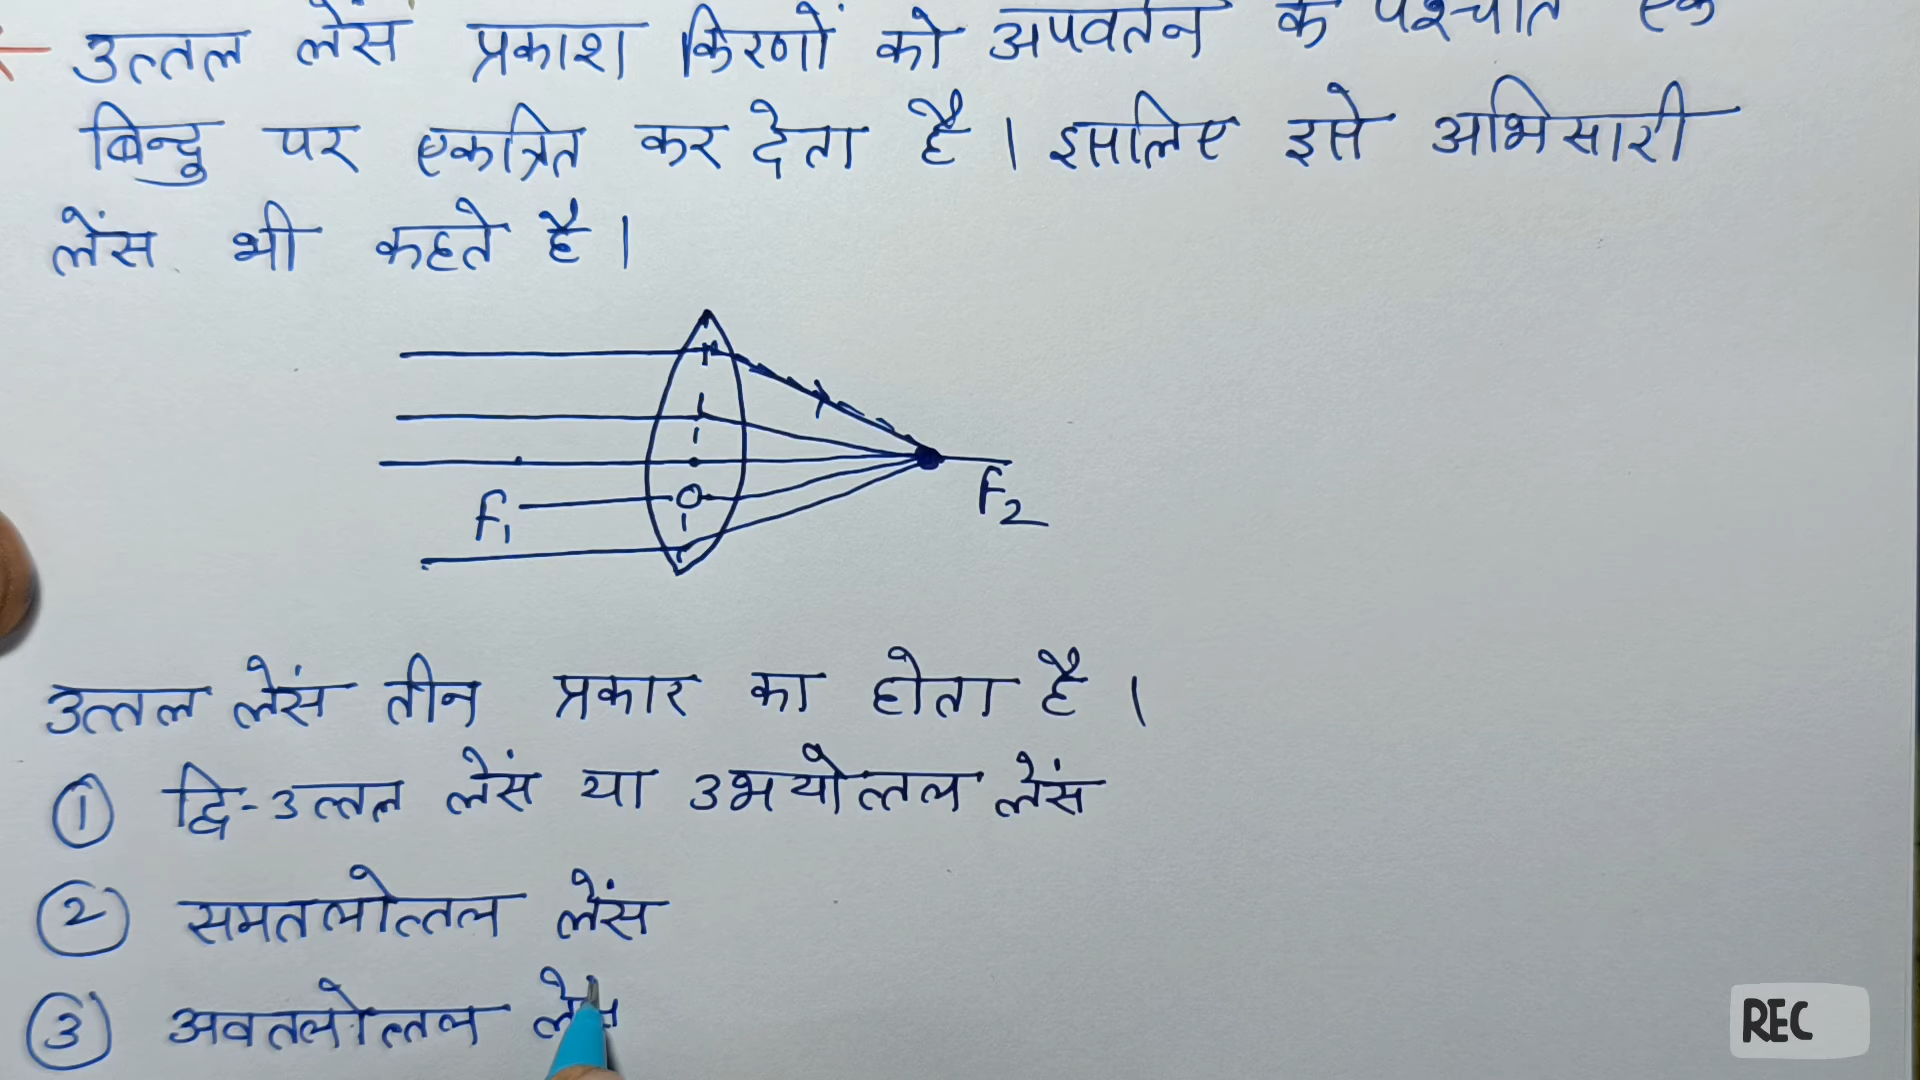 उत्तल लेंस प्रकाश किरणों को अपवर्तन के पश्चात एक
बिन्दु पर एकत्रित कर देता है । इसलिए इसे अभिसारी
लेंस भी कहते है ।
F₁
O
F₂
उत्तल लेंस तीन प्रकार का होता है ।
① द्वि-उत्तल लेंस या उभयोत्तल लेंस
② समतलोत्तल लेंस
③ अवतलोत्तल लेंस
REC